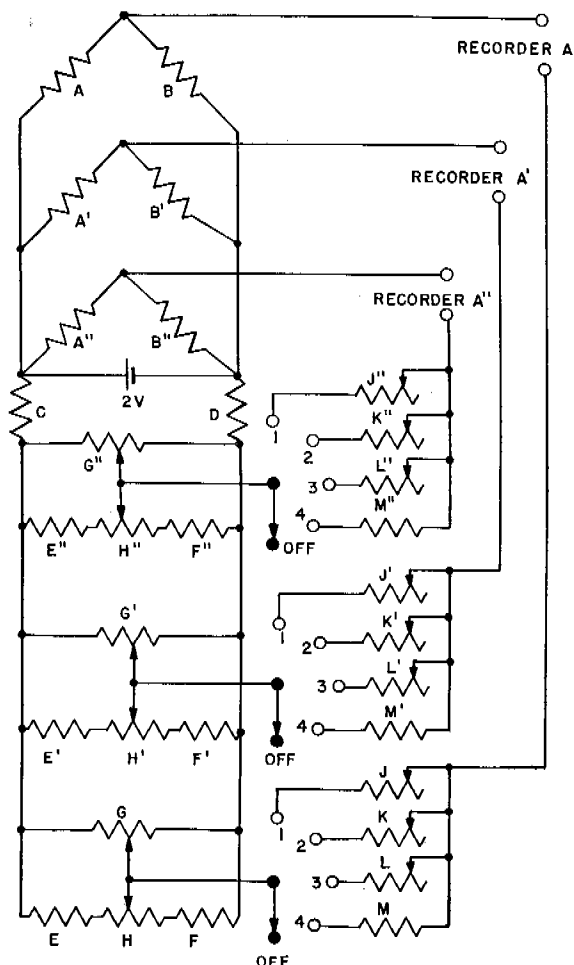 RECORDER A
A B
RECORDER A'
A' B'
RECORDER A"
A" B"
2V
C D
J"
1
K"
2
G"
L"
3
M"
4
E" H" F"
OFF
J'
G'
1
K'
2
L'
3
M'
4
E' H' F'
OFF
J
G
1
K
2
L
3
M
4
E H F
OFF